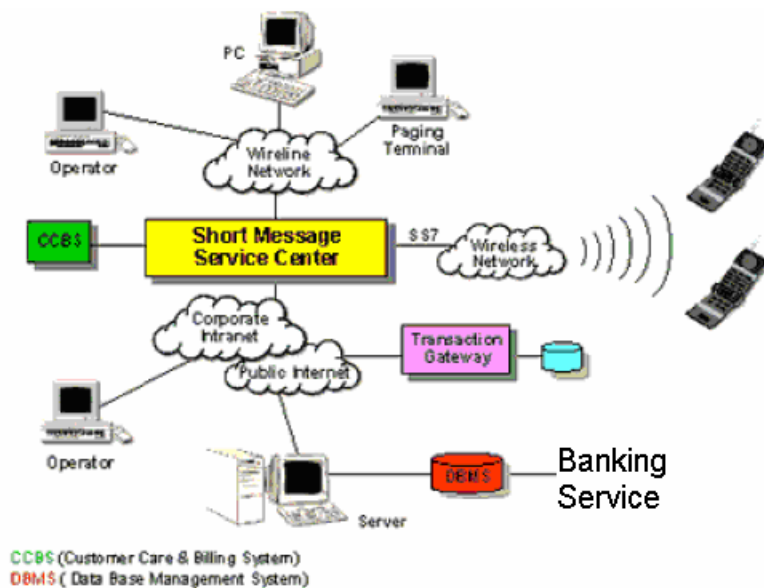 PC
Operator
Paging
Terminal
Wireline
Network
CCBS
Short Message
Service Center
SS7
Wireless
Network
Corporate
Intranet
Public Internet
Transaction
Gateway
Operator
Server
DBMS
Banking
Service
CCBS (Customer Care & Billing System)
DBMS ( Data Base Management System)